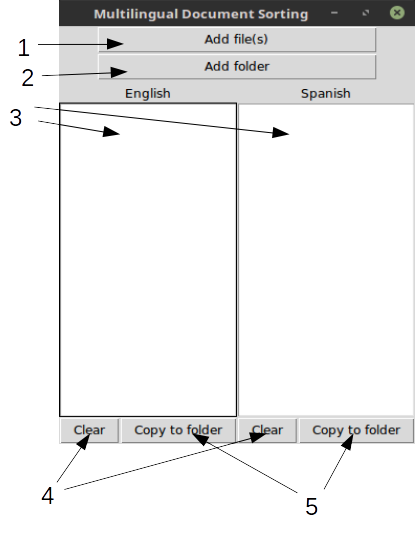 Multilingual Document Sorting
1 Add file(s)
2 Add folder
English Spanish
3
Clear Copy to folder Clear Copy to folder
4 5